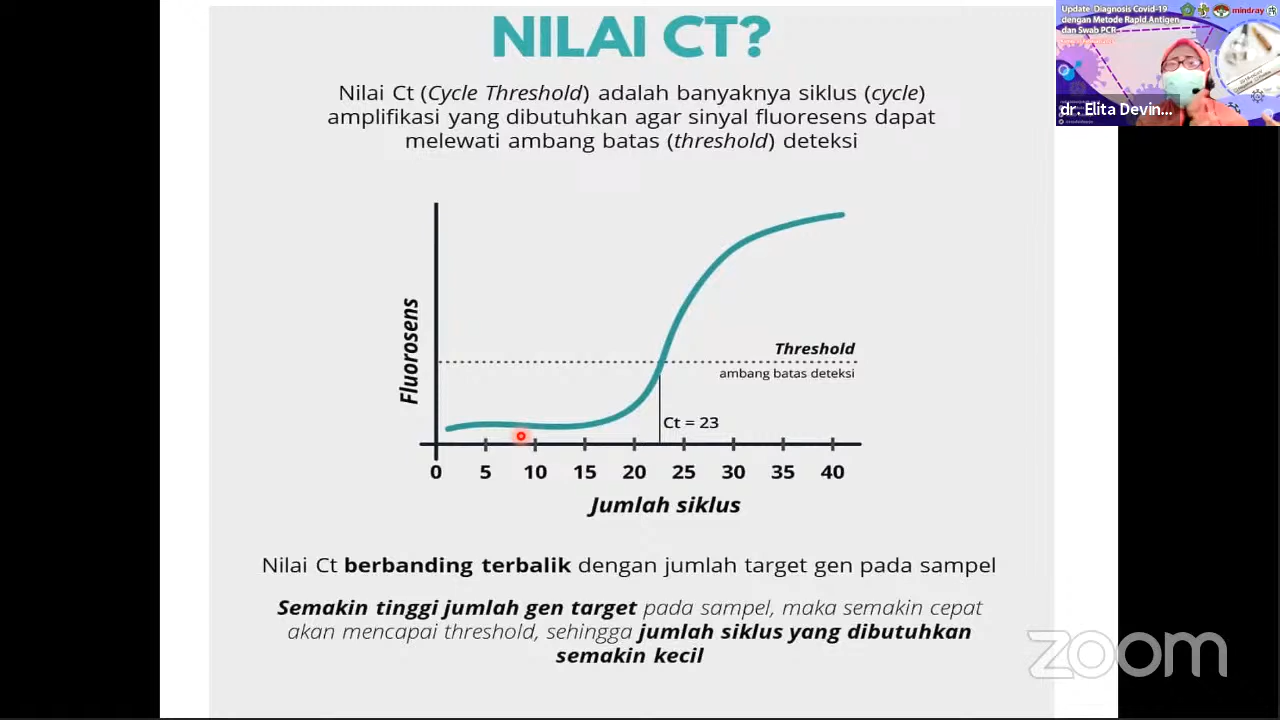 NILAI CT?
Nilai Ct (Cycle Threshold) adalah banyaknya siklus (cycle)
amplifikasi yang dibutuhkan agar sinyal fluoresens dapat
melewati ambang batas (threshold) deteksi
Fluorosens
Threshold
ambang batas deteksi
Ct = 23
0 5 10 15 20 25 30 35 40
Jumlah siklus
Nilai Ct berbanding terbalik dengan jumlah target gen pada sampel
Semakin tinggi jumlah gen target pada sampel, maka semakin cepat
akan mencapai threshold, sehingga jumlah siklus yang dibutuhkan
semakin kecil
Update Diagnosis Covid-19
dengan Metode Rapid Antigen
dan Swab PCR
mindray
dr. Elita Devin...
zoom